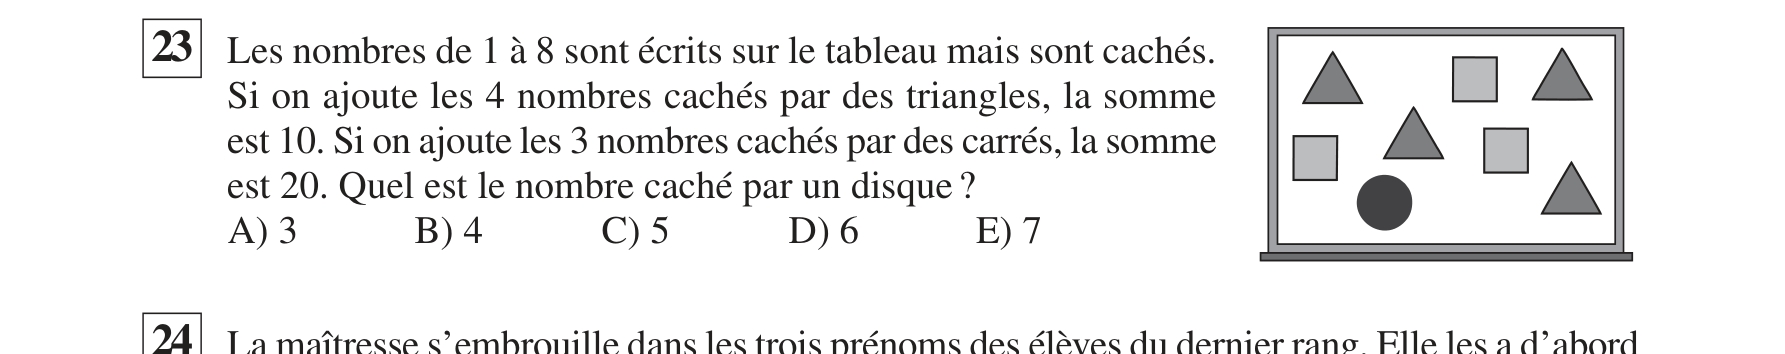 23 Les nombres de 1 à 8 sont écrits sur le tableau mais sont cachés.
Si on ajoute les 4 nombres cachés par des triangles, la somme
est 10. Si on ajoute les 3 nombres cachés par des carrés, la somme
est 20. Quel est le nombre caché par un disque ?
A) 3 B) 4 C) 5 D) 6 E) 7
24 La maîtresse s'embrouille dans les trois prénoms des élèves du dernier rang. Elle les a d'abord